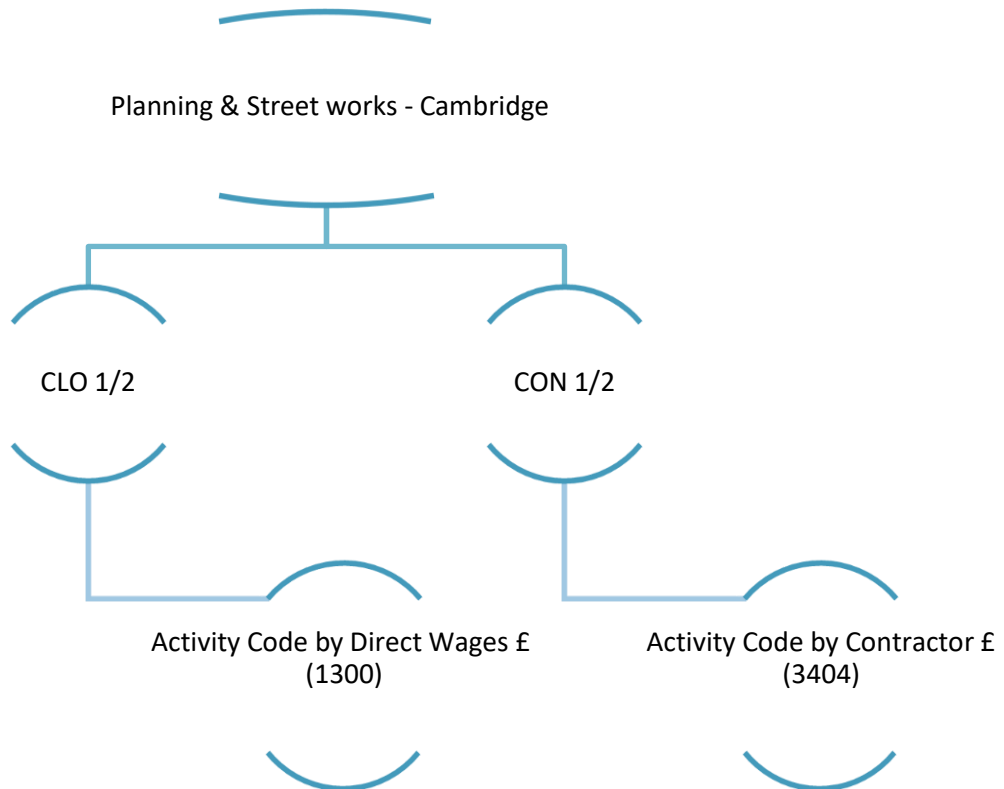 Planning & Street works - Cambridge
CLO 1/2
CON 1/2
Activity Code by Direct Wages £
(1300)
Activity Code by Contractor £
(3404)